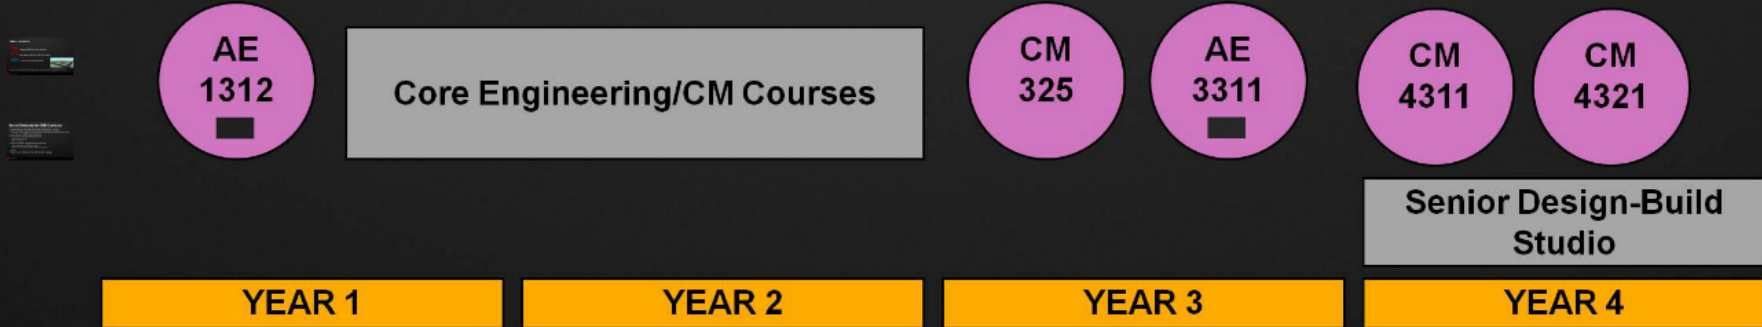 AE
1312
Core Engineering/CM Courses
CM
325
AE
3311
CM
4311
CM
4321
Senior Design-Build
Studio
YEAR 1
YEAR 2
YEAR 3
YEAR 4